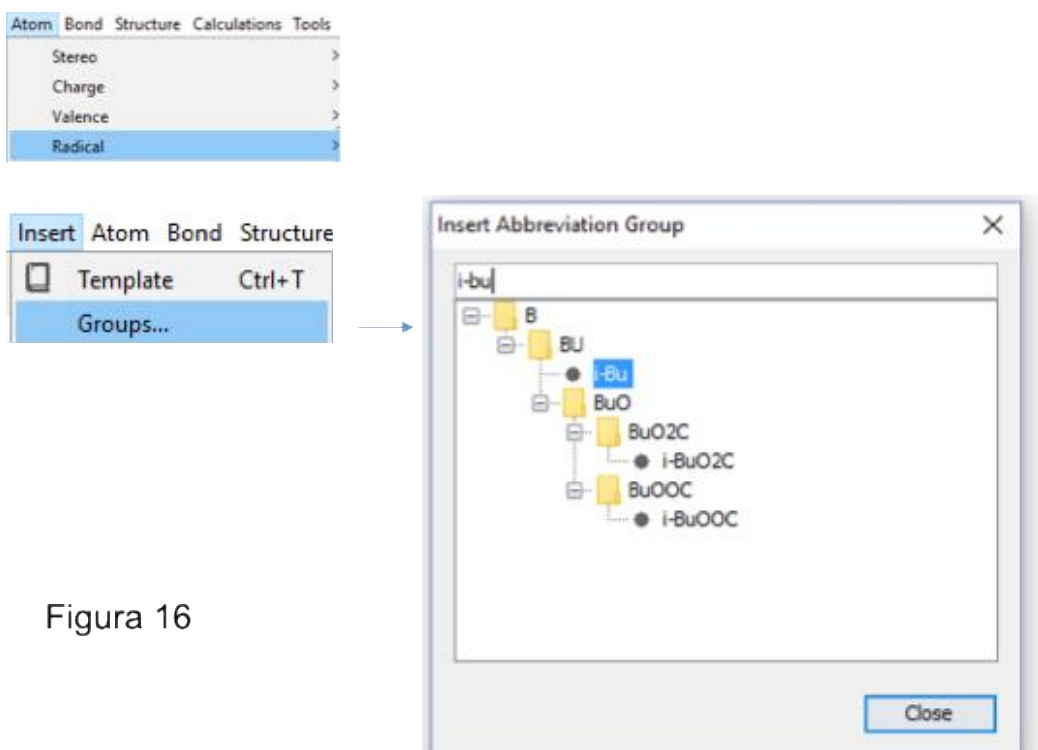 Atom Bond Structure Calculations Tools
Stereo >
Charge >
Valence >
Radical >
Insert Atom Bond Structure
Template Ctrl+T
Groups...
Insert Abbreviation Group
i-bu
B
BU
i-Bu
BuO
BuO2C
i-BuO2C
BuOOC
i-BuOOC
Close
Figura 16